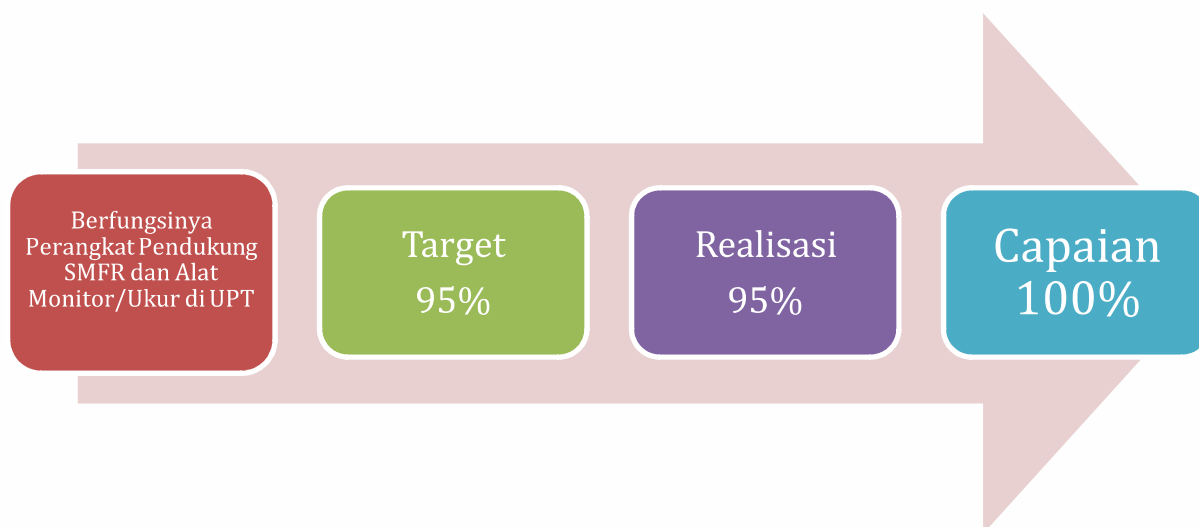 Berfungsinya
Perangkat Pendukung
SMFR dan Alat
Monitor/Ukur di UPT
Target
95%
Realisasi
95%
Capaian
100%